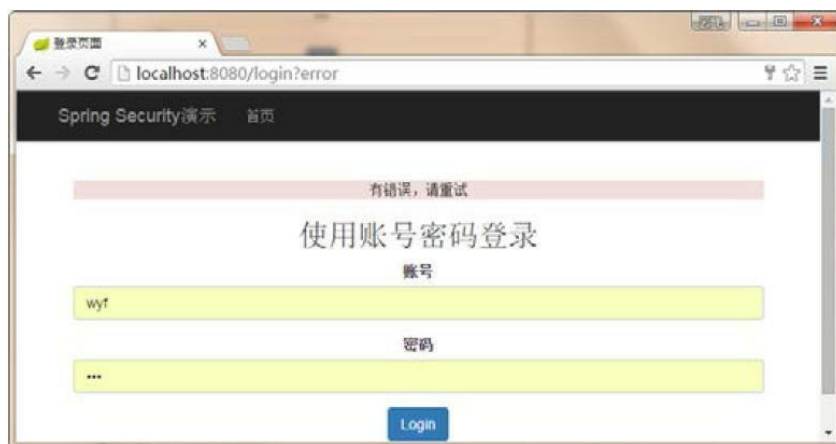 登录页面
localhost:8080/login?error
Spring Security演示 首页
有错误，请重试
使用账号密码登录
账号
wyf
密码
•••
Login